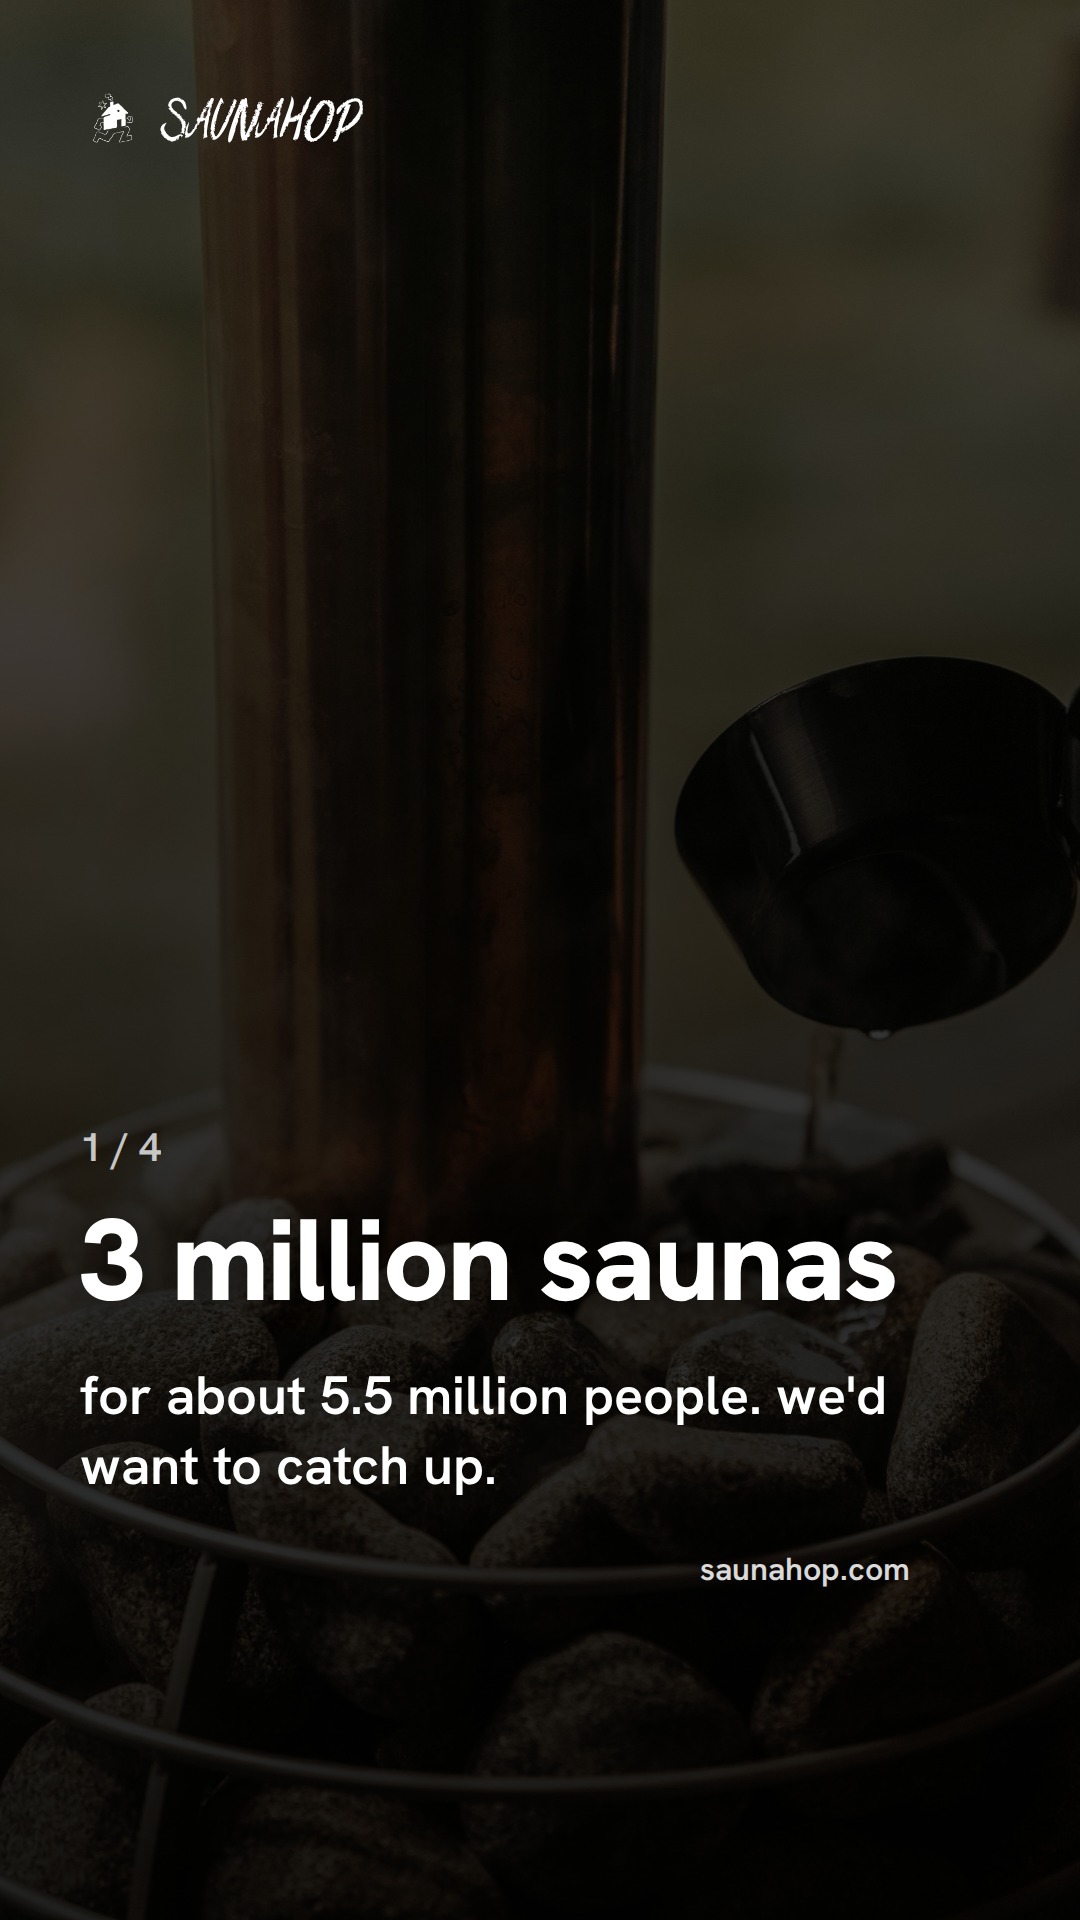 SAUNAHOP
1 / 4
3 million saunas
for about 5.5 million people. we'd
want to catch up.
saunahop.com